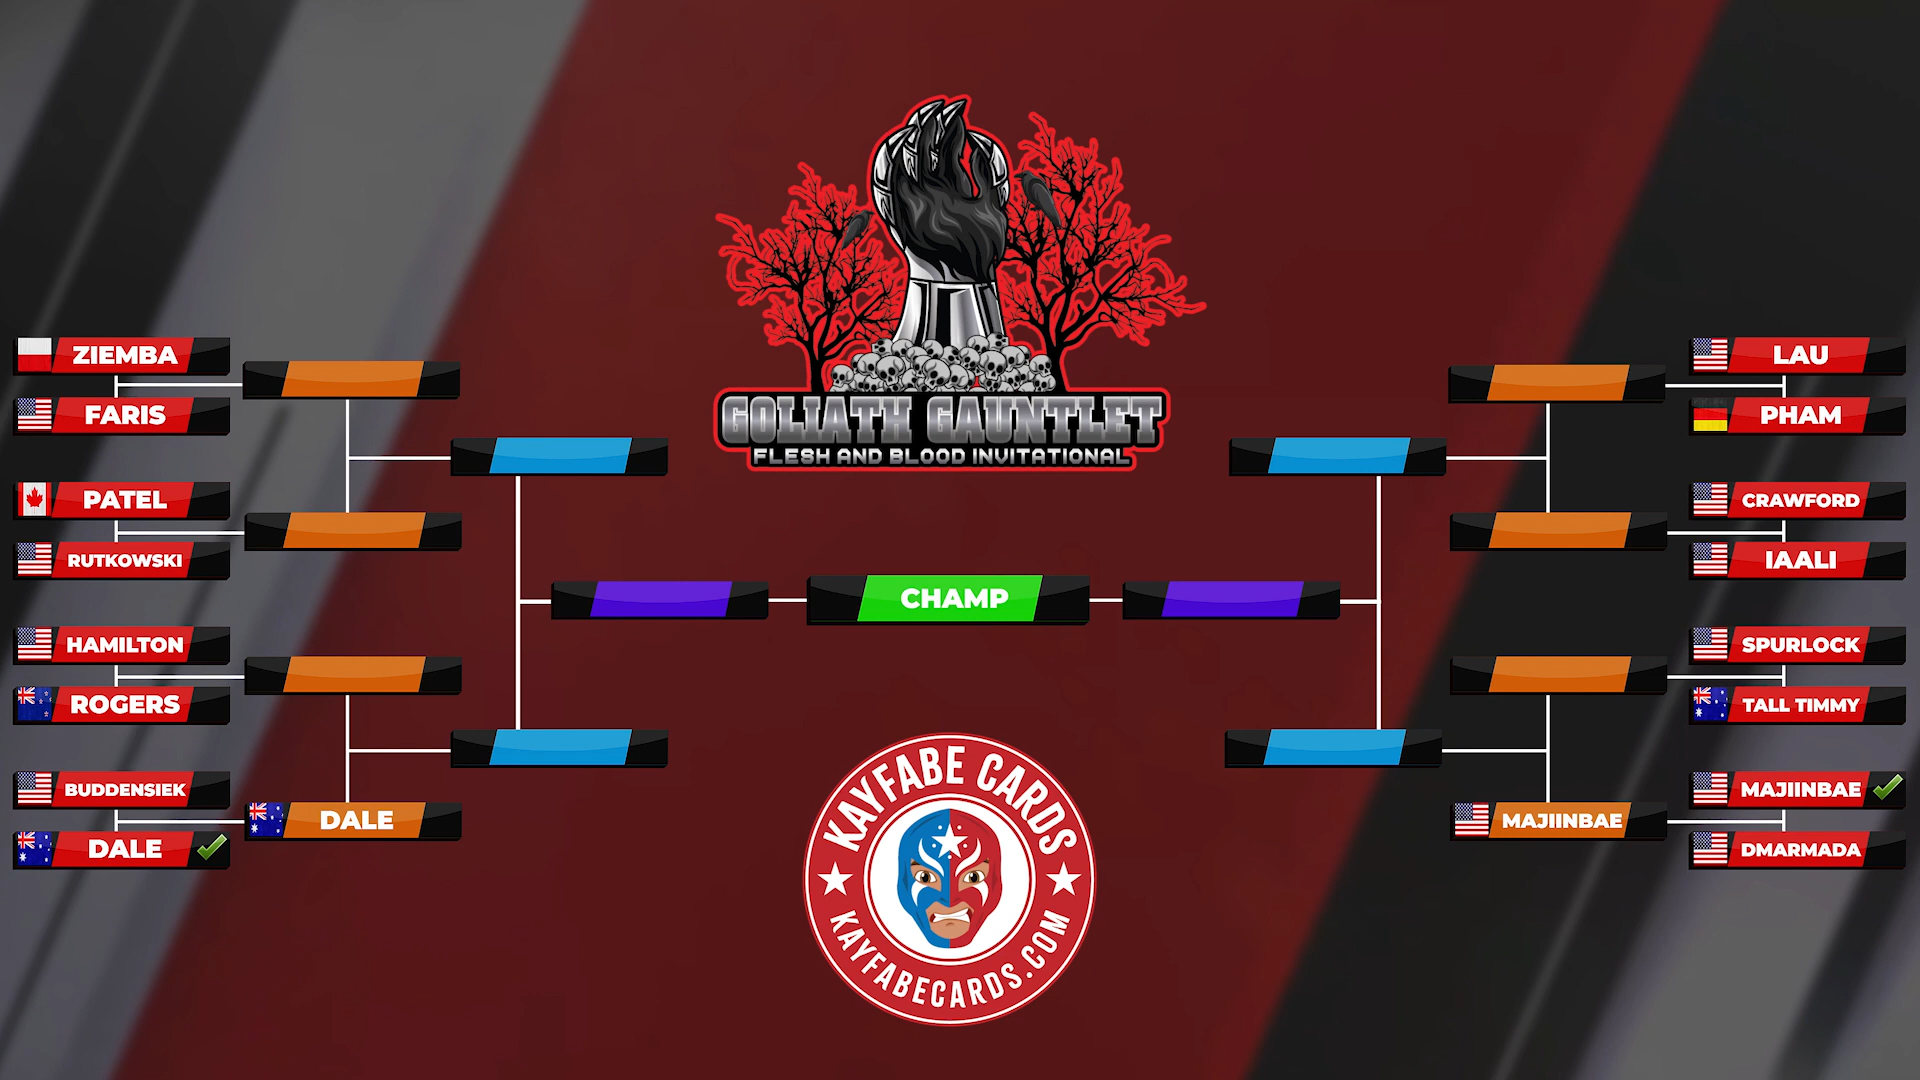 GOLIATH GAUNTLET
FLESH AND BLOOD INVITATIONAL
ZIEMBA
FARIS
PATEL
RUTKOWSKI
HAMILTON
ROGERS
BUDDENSIEK
DALE
DALE
CHAMP
LAU
PHAM
CRAWFORD
IAALI
SPURLOCK
TALL TIMMY
MAJIINBAE
DMARMADA
MAJIINBAE
KAYFABE CARDS
KAYFABECARDS.COM